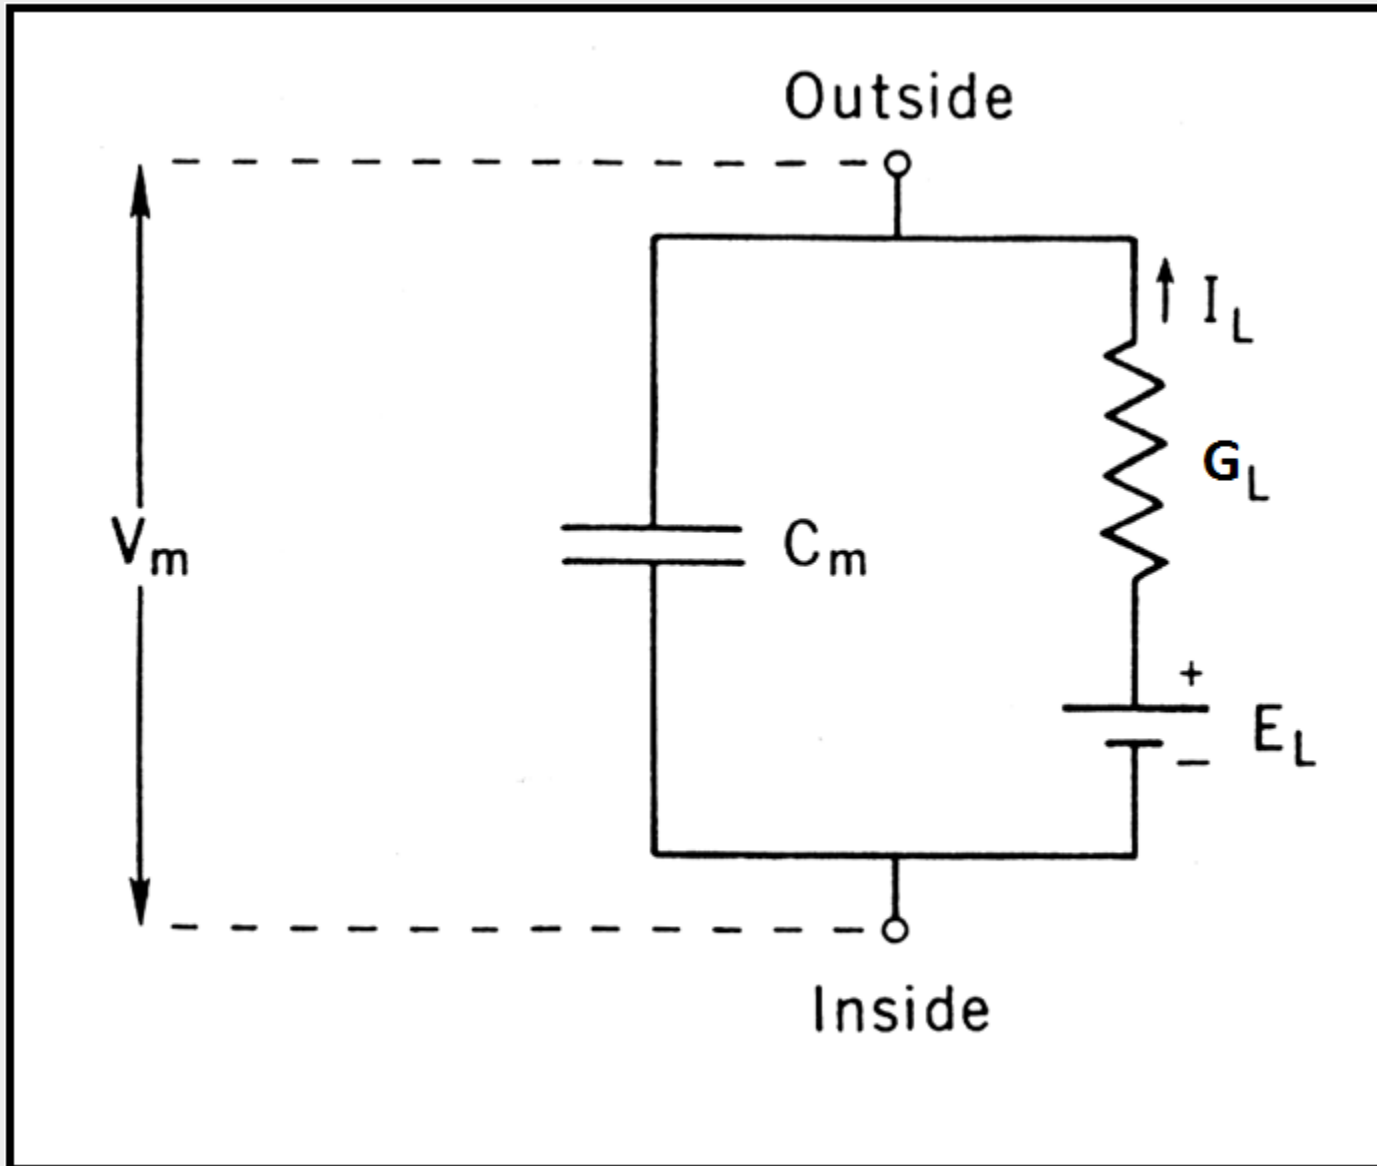 Outside
I_L
G_L
V_m
C_m
+
E_L
−
Inside